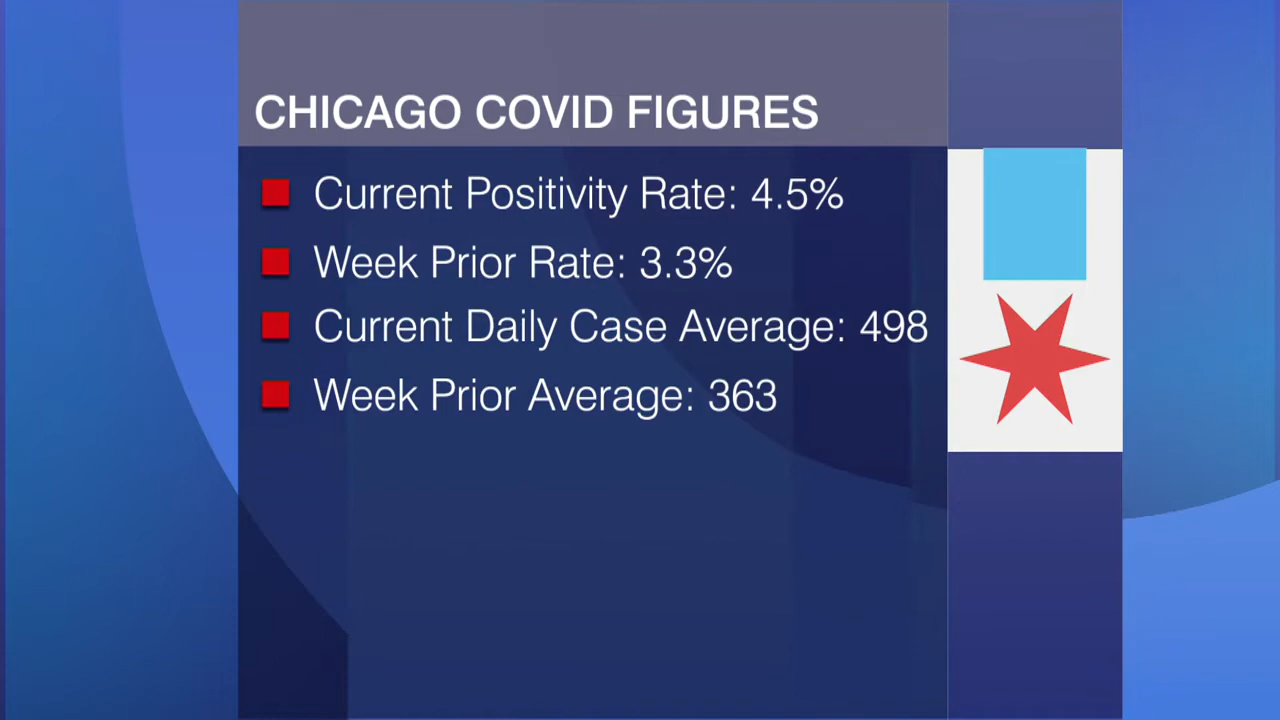 CHICAGO COVID FIGURES
Current Positivity Rate: 4.5%
Week Prior Rate: 3.3%
Current Daily Case Average: 498
Week Prior Average: 363